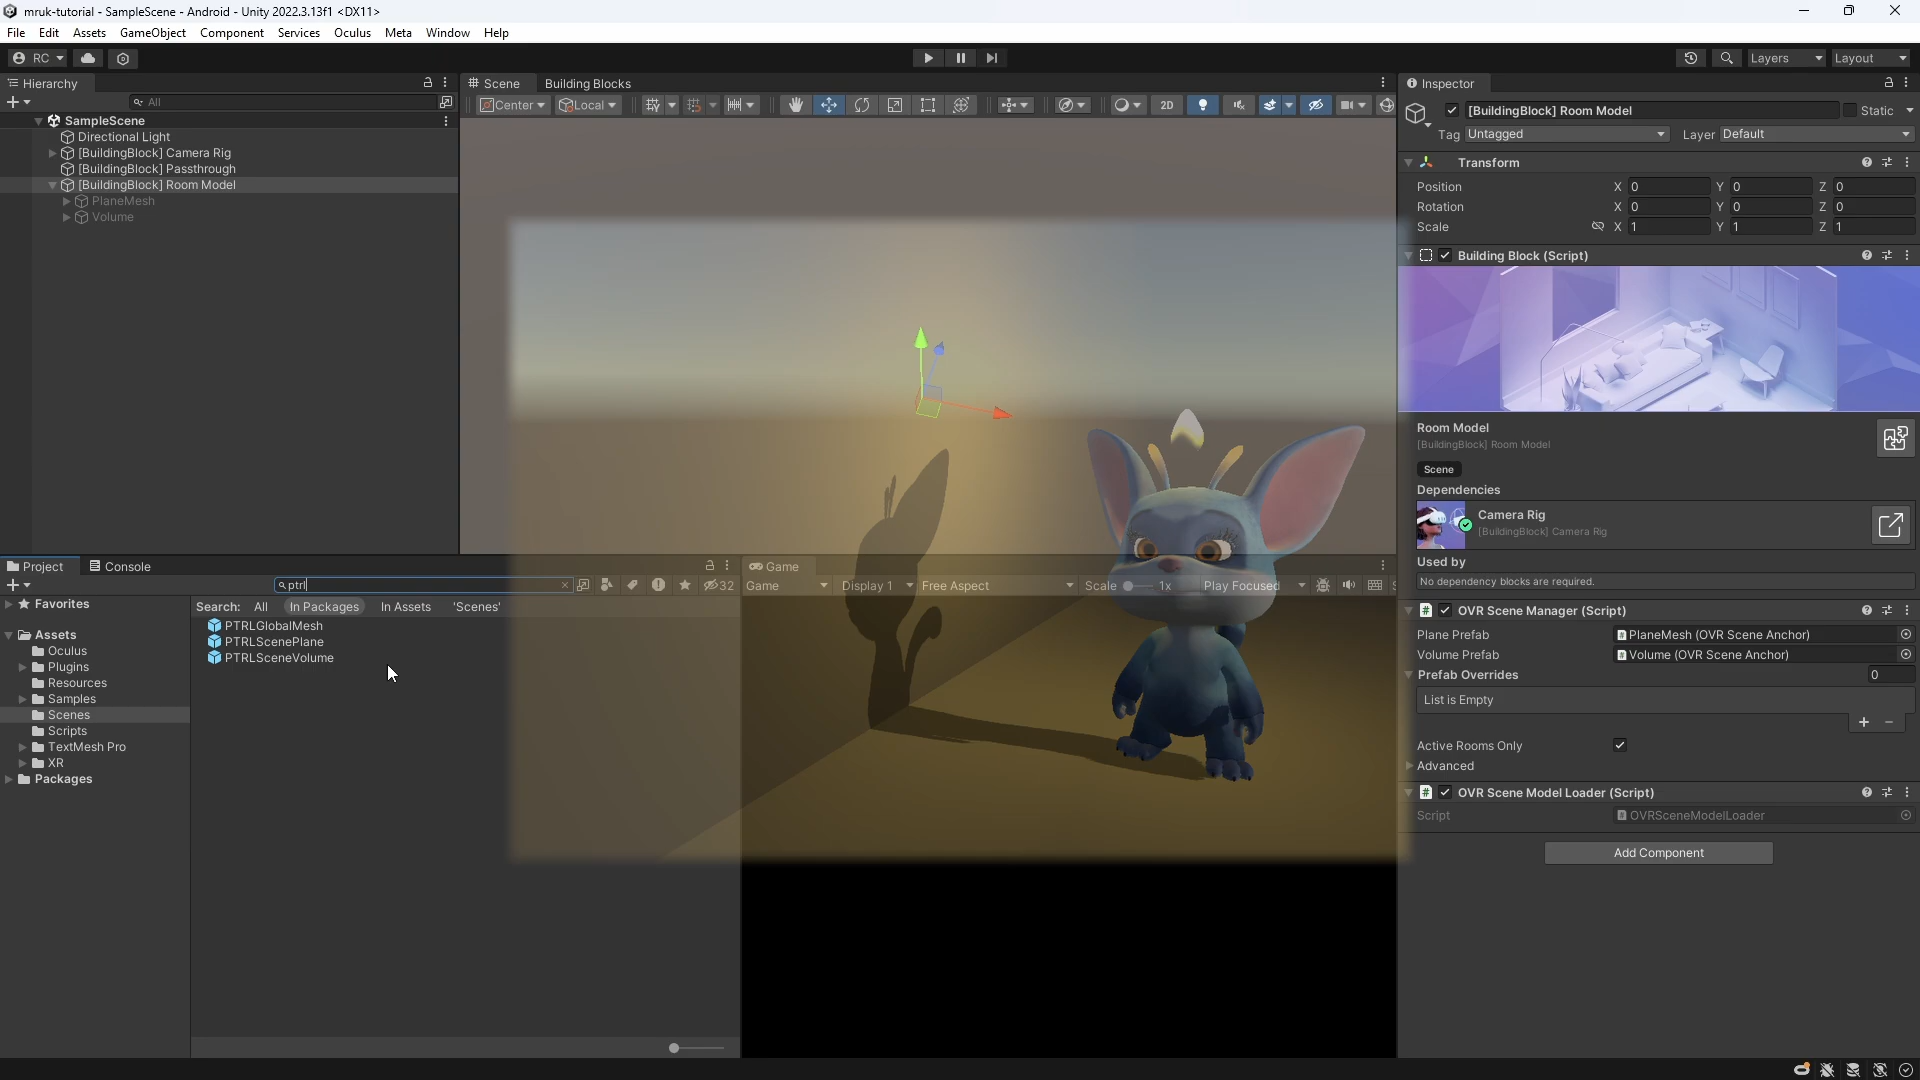 mruk-tutorial - SampleScene - Android - Unity 2022.3.13f1 <DX11>
File Edit Assets GameObject Component Services Oculus Meta Window Help
RC
Layers
Layout
Hierarchy
All
SampleScene
Directional Light
[BuildingBlock] Camera Rig
[BuildingBlock] Passthrough
[BuildingBlock] Room Model
PlaneMesh
Volume
Scene
Building Blocks
Center
Local
2D
Inspector
[BuildingBlock] Room Model
Static
Tag Untagged
Layer Default
Transform
Position X 0 Y 0 Z 0
Rotation X 0 Y 0 Z 0
Scale X 1 Y 1 Z 1
Building Block (Script)
Room Model
[BuildingBlock] Room Model
Scene
Dependencies
Camera Rig
[BuildingBlock] Camera Rig
Used by
No dependency blocks are required.
OVR Scene Manager (Script)
Plane Prefab PlaneMesh (OVR Scene Anchor)
Volume Prefab Volume (OVR Scene Anchor)
Prefab Overrides 0
List is Empty
Active Rooms Only
Advanced
OVR Scene Model Loader (Script)
Script OVRSceneModelLoader
Add Component
Project
Console
ptrl
32
Favorites
Assets
Oculus
Plugins
Resources
Samples
Scenes
Scripts
TextMesh Pro
XR
Packages
Search: All In Packages In Assets 'Scenes'
PTRLGlobalMesh
PTRLScenePlane
PTRLSceneVolume
Game
Game Display 1 Free Aspect Scale 1x Play Focused S